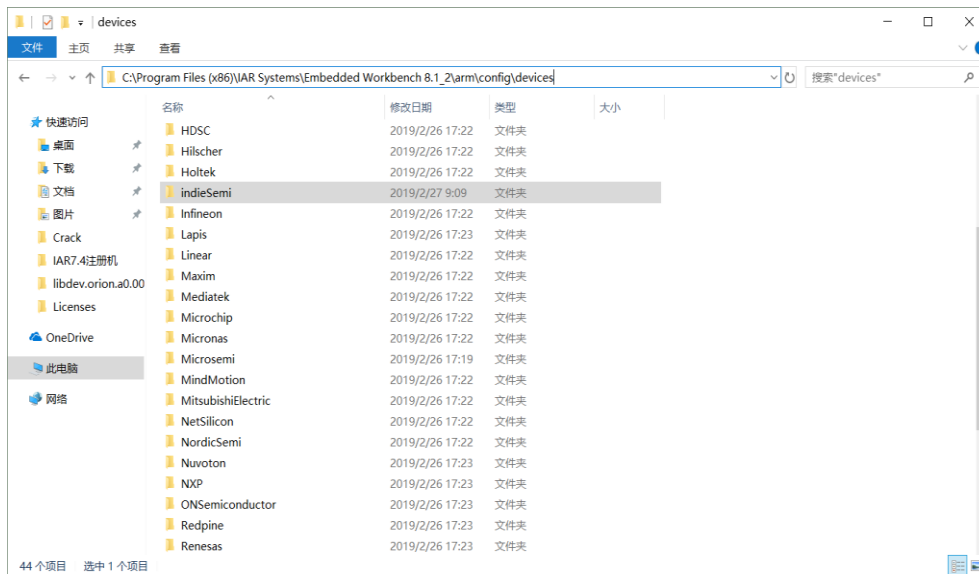 devices
文件 主页 共享 查看
C:\Program Files (x86)\IAR Systems\Embedded Workbench 8.1_2\arm\config\devices 搜索"devices"
名称 修改日期 类型 大小
快速访问
桌面
下载
文档
图片
Crack
IAR7.4注册机
libdev.orion.a0.00
Licenses
OneDrive
此电脑
网络
HDSC 2019/2/26 17:22 文件夹
Hilscher 2019/2/26 17:22 文件夹
Holtek 2019/2/26 17:22 文件夹
indieSemi 2019/2/27 9:09 文件夹
Infineon 2019/2/26 17:22 文件夹
Lapis 2019/2/26 17:23 文件夹
Linear 2019/2/26 17:22 文件夹
Maxim 2019/2/26 17:22 文件夹
Mediatek 2019/2/26 17:22 文件夹
Microchip 2019/2/26 17:22 文件夹
Micronas 2019/2/26 17:22 文件夹
Microsemi 2019/2/26 17:19 文件夹
MindMotion 2019/2/26 17:22 文件夹
MitsubishiElectric 2019/2/26 17:22 文件夹
NetSilicon 2019/2/26 17:22 文件夹
NordicSemi 2019/2/26 17:22 文件夹
Nuvoton 2019/2/26 17:23 文件夹
NXP 2019/2/26 17:23 文件夹
ONSemiconductor 2019/2/26 17:23 文件夹
Redpine 2019/2/26 17:23 文件夹
Renesas 2019/2/26 17:23 文件夹
44 个项目 选中 1 个项目